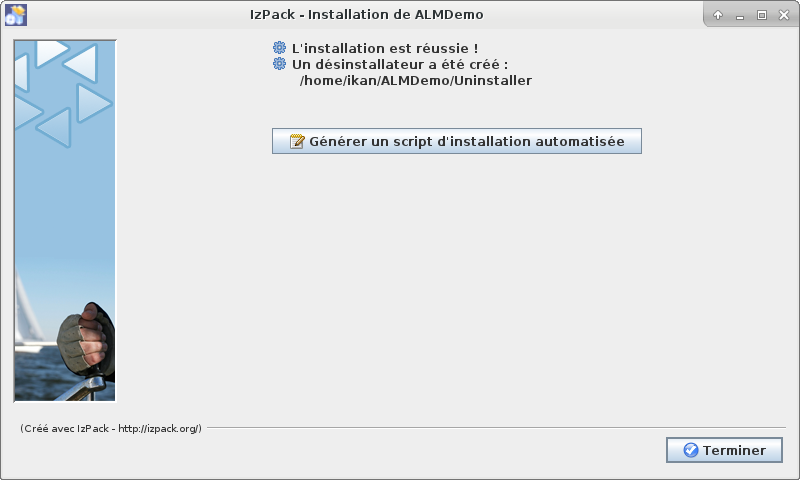 IzPack - Installation de ALMDemo
L'installation est réussie !
Un désinstallateur a été créé :
/home/ikan/ALMDemo/Uninstaller
Générer un script d'installation automatisée
(Créé avec IzPack - http://izpack.org/)
Terminer